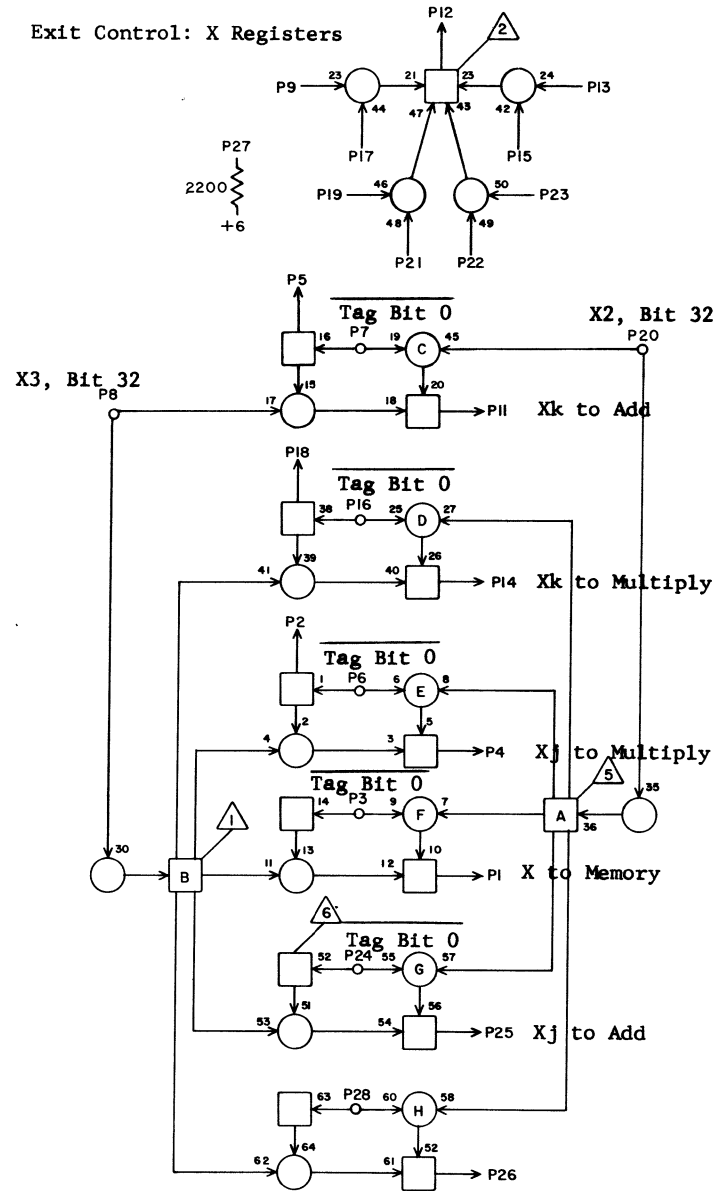 P12
Exit Control: X Registers
2
P9 23 21 23 24 P13
44 47 43 42
P17 P15
P27
2200
+6
P19 46 50 P23
48 49
P21 P22
P5
Tag Bit 0
X2, Bit 32
16 P7 19 C 45 P20
X3, Bit 32
P8
15 20
17 18 P11 Xk to Add
P18
Tag Bit 0
38 P16 25 D 27
39 26
41 40 P14 Xk to Multiply
P2
Tag Bit 0
1 P6 6 E 8
2 5
4 3 P4 Xj to Multiply
Tag Bit 0
5
14 P3 9 F 7 A 36 35
1
13 10
30 B 11 12 P1 X to Memory
6
Tag Bit 0
52 P24 55 G 57
51 56
53 54 P25 Xj to Add
63 P28 60 H 58
64 52
62 61 P26